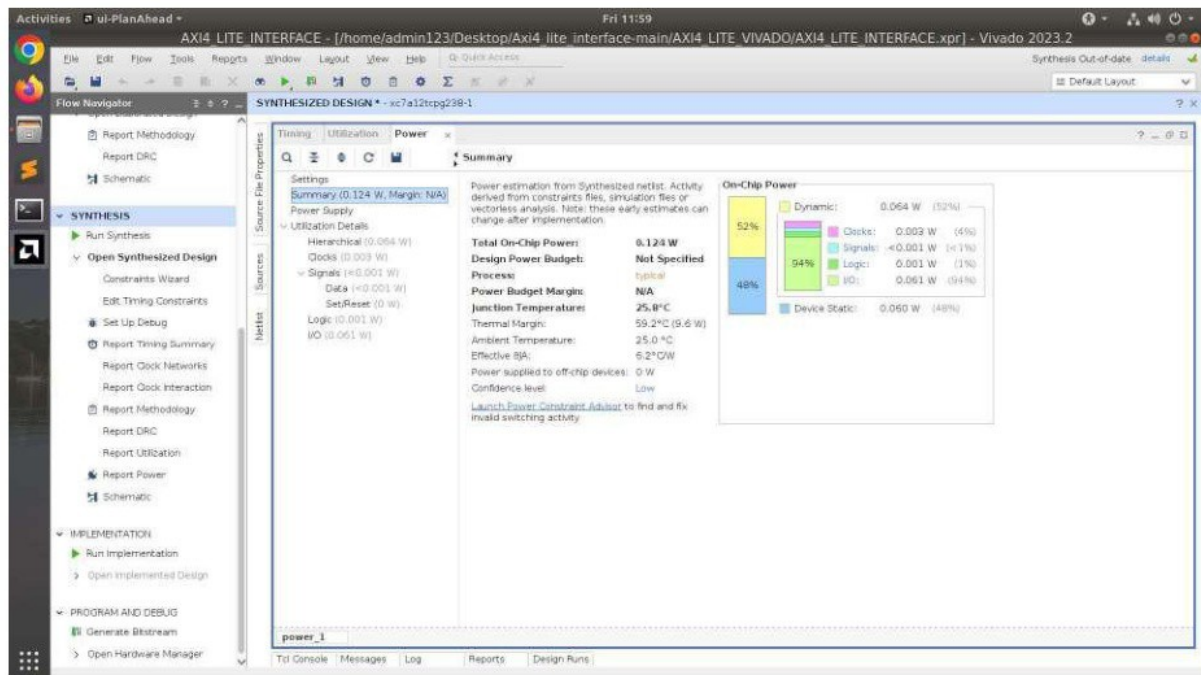 Activities ul-PlanAhead Fri 11:59
AXI4_LITE_INTERFACE - [/home/admin123/Desktop/Axi4_lite_interface-main/AXI4_LITE_VIVADO/AXI4_LITE_INTERFACE.xpr] - Vivado 2023.2
File Edit Flow Tools Reports Window Layout View Help Q- Quick Access Synthesis Out-of-date details
Default Layout
Flow Navigator
SYNTHESIZED DESIGN * - xc7a12tcpg238-1
Report Methodology
Report DRC
Schematic
SYNTHESIS
Run Synthesis
Open Synthesized Design
Constraints Wizard
Edit Timing Constraints
Set Up Debug
Report Timing Summary
Report Clock Networks
Report Clock Interaction
Report Methodology
Report DRC
Report Utilization
Report Power
Schematic
IMPLEMENTATION
Run Implementation
Open Implemented Design
PROGRAM AND DEBUG
Generate Bitstream
Open Hardware Manager
Source File Properties
Sources
Netlist
Timing Utilization Power
Settings
Summary (0.124 W, Margin: N/A)
Power Supply
Utilization Details
Hierarchical (0.064 W)
Clocks (0.003 W)
Signals (<0.001 W)
Data (<0.001 W)
Set/Reset (0 W)
Logic (0.001 W)
I/O (0.061 W)
Summary
Power estimation from Synthesized netlist. Activity
derived from constraints files, simulation files or
vectorless analysis. Note: these early estimates can
change after implementation.
Total On-Chip Power: 0.124 W
Design Power Budget: Not Specified
Process: typical
Power Budget Margin: N/A
Junction Temperature: 25.8°C
Thermal Margin: 59.2°C (9.6 W)
Ambient Temperature: 25.0 °C
Effective θJA: 6.2°C/W
Power supplied to off-chip devices: 0 W
Confidence level: Low
Launch Power Constraint Advisor to find and fix
invalid switching activity
On-Chip Power
52%
48%
Dynamic: 0.064 W (52%)
94%
Clocks: 0.003 W (4%)
Signals: <0.001 W (<1%)
Logic: 0.001 W (1%)
I/O: 0.061 W (94%)
Device Static: 0.060 W (48%)
power_1
Tcl Console Messages Log Reports Design Runs